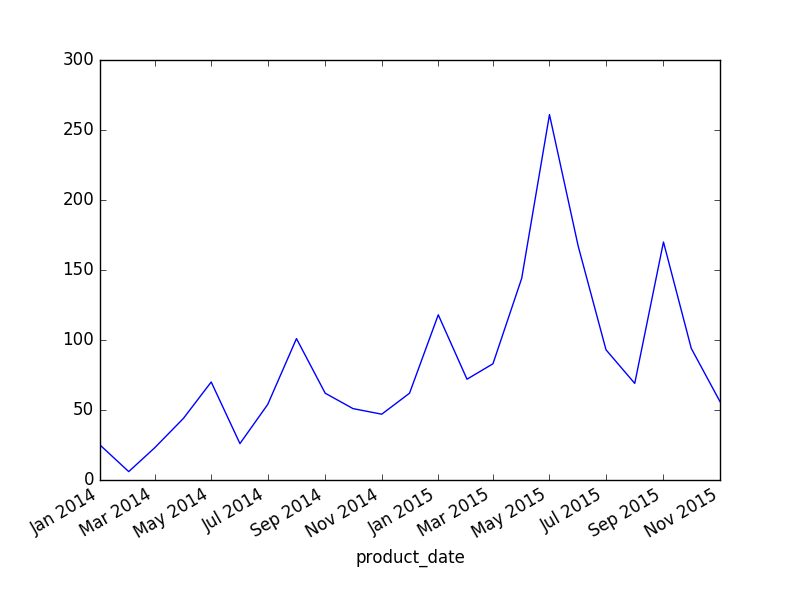 300
250
200
150
100
50
0
Jan 2014
Mar 2014
May 2014
Jul 2014
Sep 2014
Nov 2014
Jan 2015
Mar 2015
May 2015
Jul 2015
Sep 2015
Nov 2015
product_date